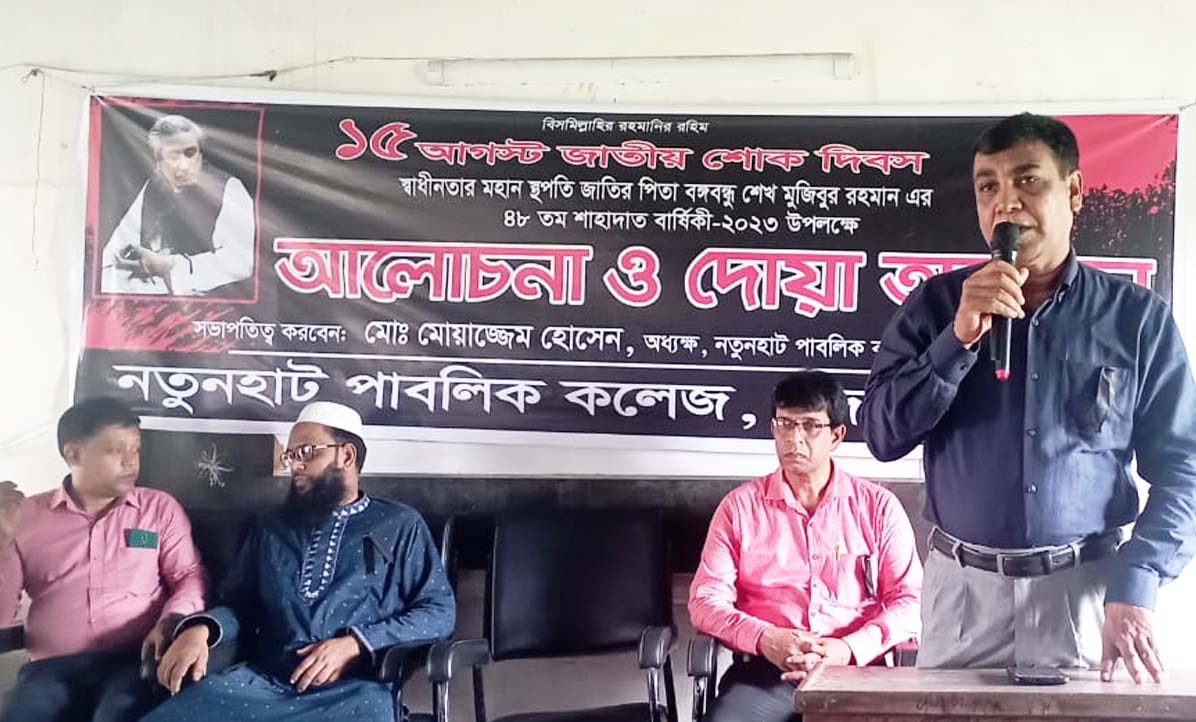 বিসমিল্লাহির রহমানির রহিম
১৫ আগস্ট জাতীয় শোক দিবস
স্বাধীনতার মহান স্থপতি জাতির পিতা বঙ্গবন্ধু শেখ মুজিবুর রহমান এর
৪৮ তম শাহাদাত বার্ষিকী-২০২৩ উপলক্ষে
আলোচনা ও দোয়া
সভাপতিত্ব করবেন: মোঃ মোয়াজ্জেম হোসেন, অধ্যক্ষ, নতুনহাট পাবলিক
নতুনহাট পাবলিক কলেজ,